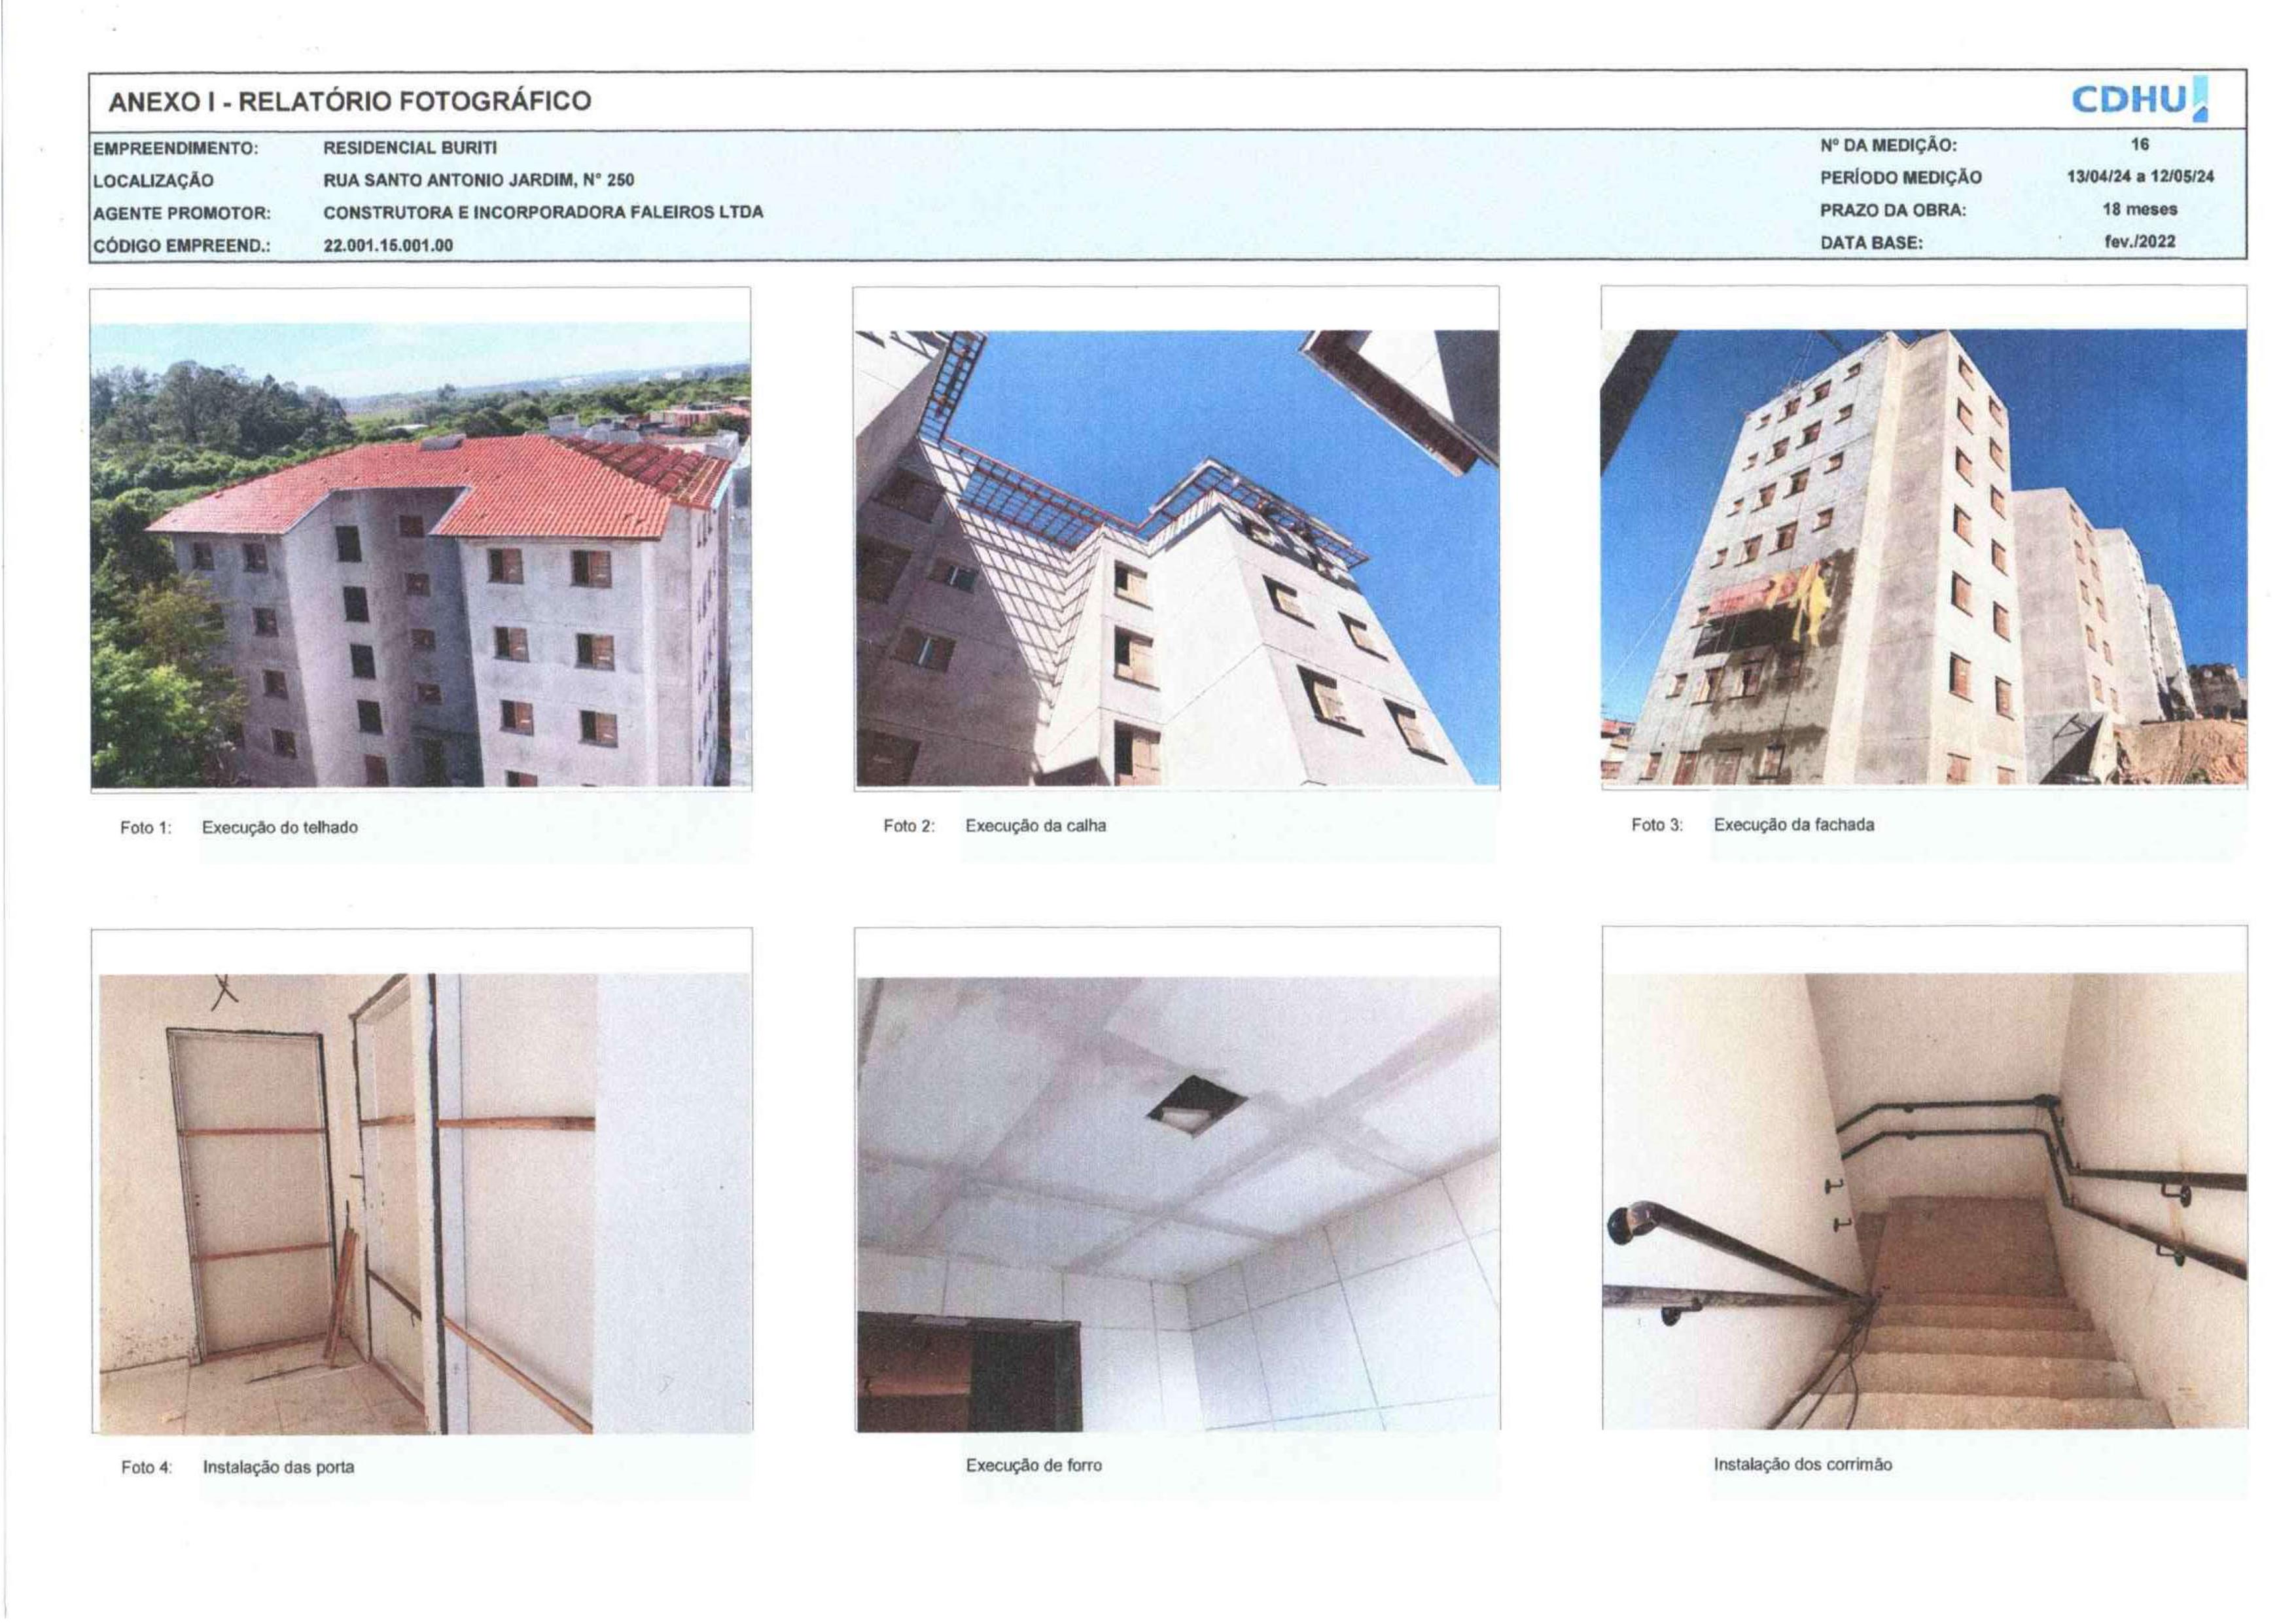 ANEXO I - RELATÓRIO FOTOGRÁFICO
CDHU
EMPREENDIMENTO: RESIDENCIAL BURITI
Nº DA MEDIÇÃO: 16
LOCALIZAÇÃO RUA SANTO ANTONIO JARDIM, N° 250
PERÍODO MEDIÇÃO 13/04/24 a 12/05/24
AGENTE PROMOTOR: CONSTRUTORA E INCORPORADORA FALEIROS LTDA
PRAZO DA OBRA: 18 meses
CÓDIGO EMPREEND.: 22.001.15.001.00
DATA BASE: fev./2022
Foto 1: Execução do telhado
Foto 2: Execução da calha
Foto 3: Execução da fachada
Foto 4: Instalação das porta
Execução de forro
Instalação dos corrimão